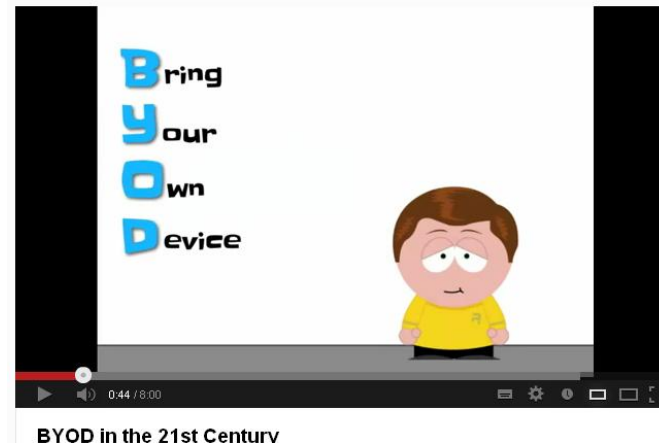 Bring
Your
Own
Device
0:44 / 8:00
BYOD in the 21st Century